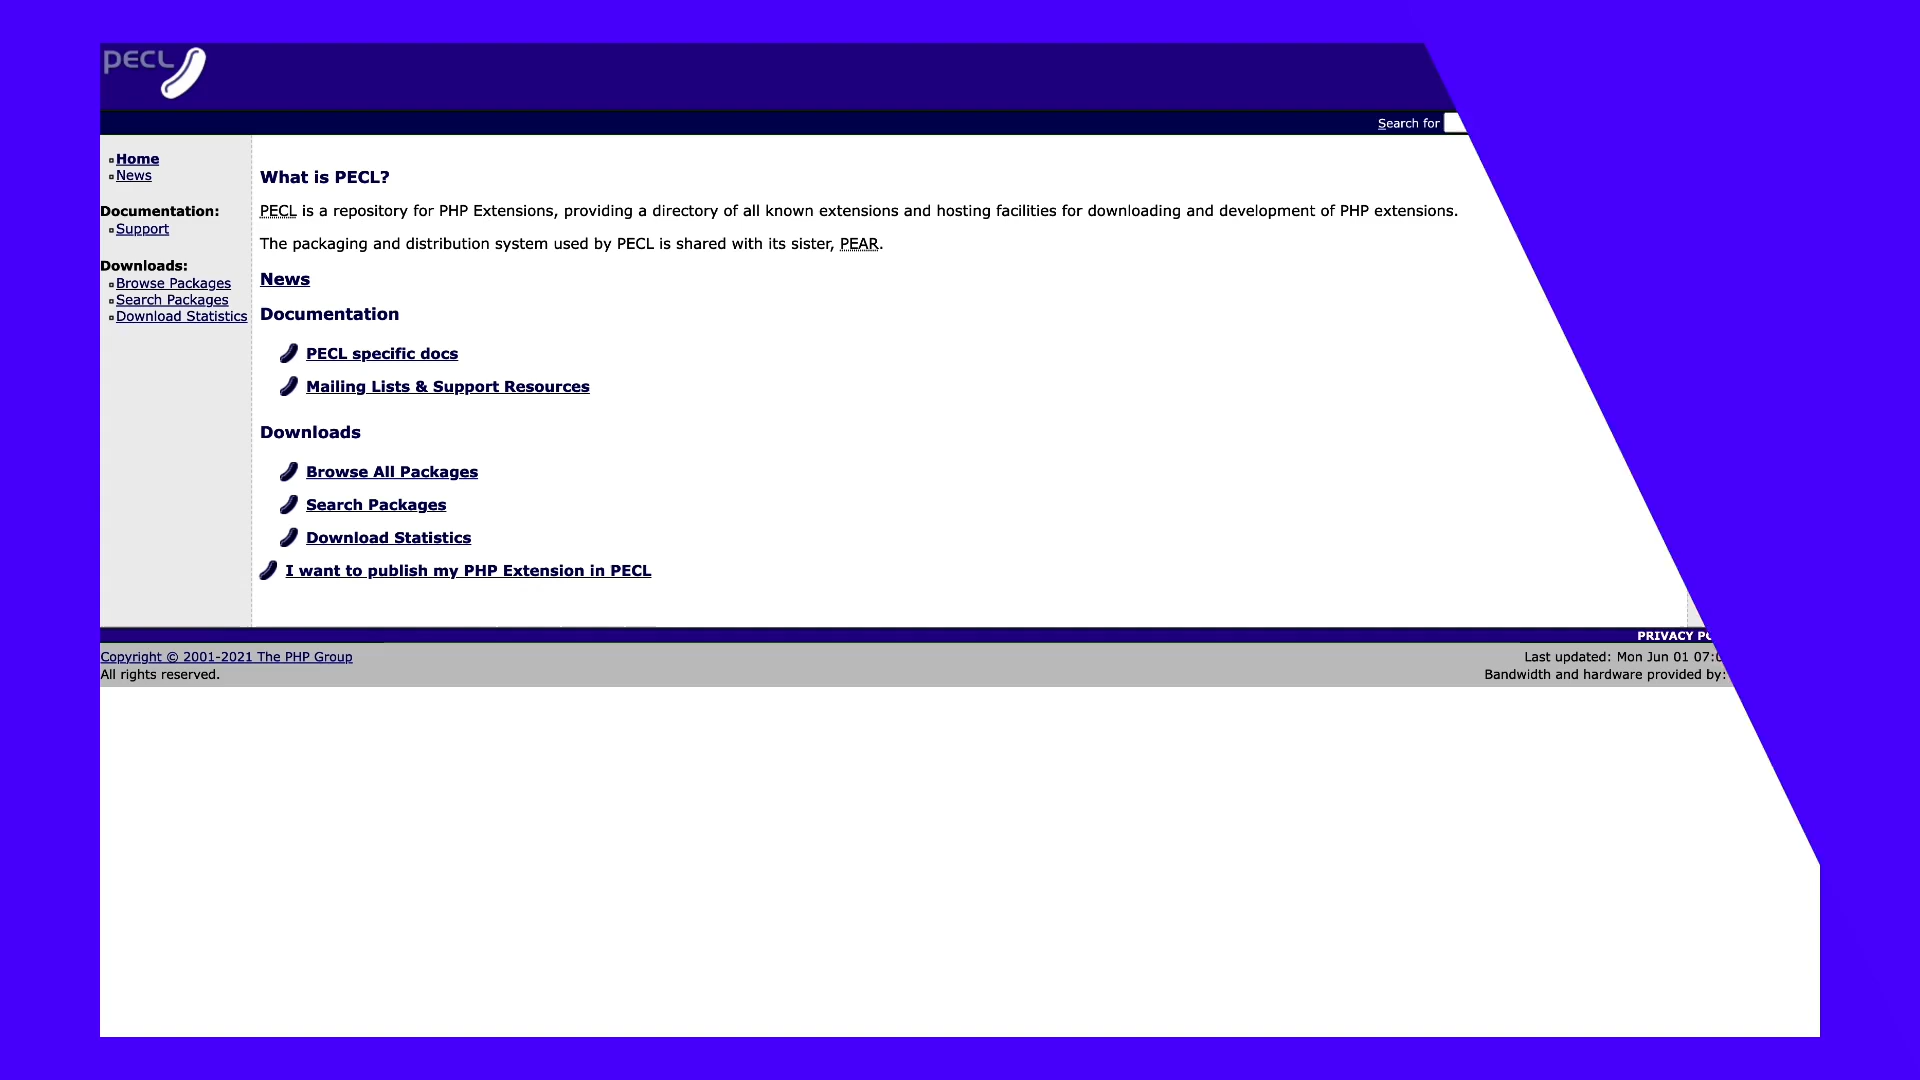 PECL
Search for
Home
News
Documentation:
Support
Downloads:
Browse Packages
Search Packages
Download Statistics
What is PECL?
PECL is a repository for PHP Extensions, providing a directory of all known extensions and hosting facilities for downloading and development of PHP extensions.
The packaging and distribution system used by PECL is shared with its sister, PEAR.
News
Documentation
PECL specific docs
Mailing Lists & Support Resources
Downloads
Browse All Packages
Search Packages
Download Statistics
I want to publish my PHP Extension in PECL
PRIVACY
Copyright © 2001-2021 The PHP Group
All rights reserved.
Last updated: Mon Jun 01
Bandwidth and hardware provided by: